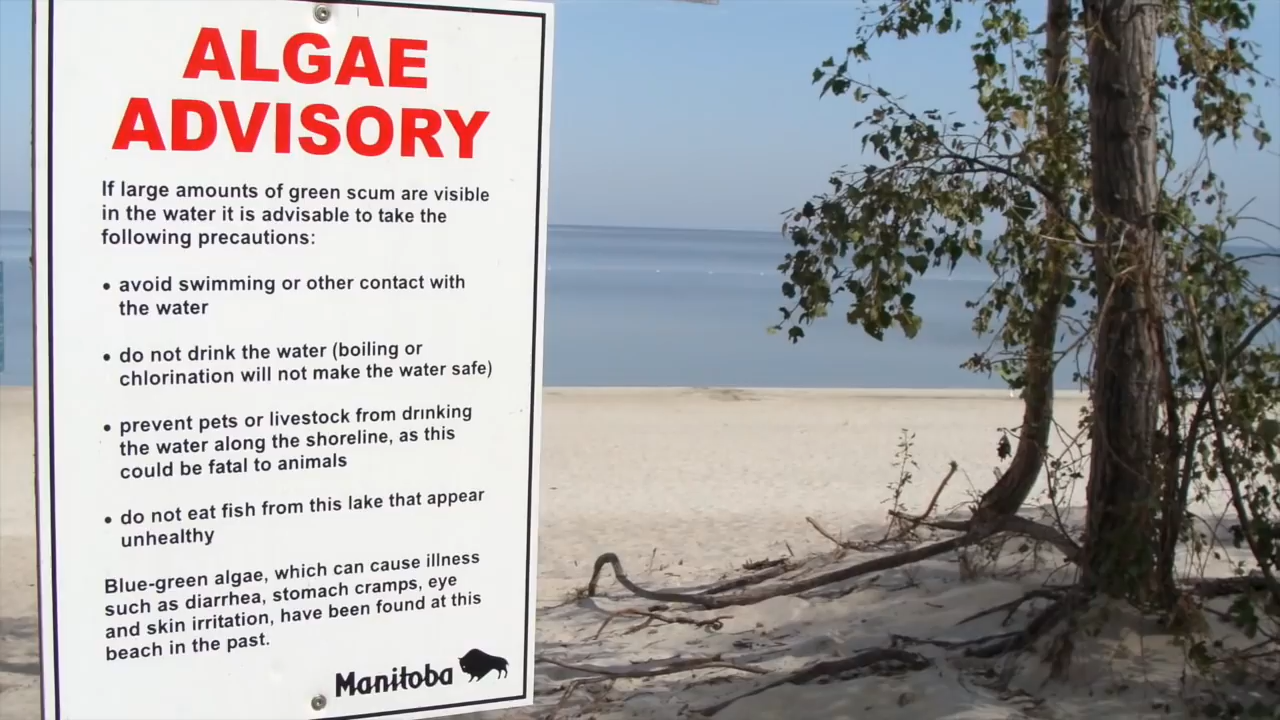 ALGAE
ADVISORY
If large amounts of green scum are visible
in the water it is advisable to take the
following precautions:
• avoid swimming or other contact with
the water
• do not drink the water (boiling or
chlorination will not make the water safe)
• prevent pets or livestock from drinking
the water along the shoreline, as this
could be fatal to animals
• do not eat fish from this lake that appear
unhealthy
Blue-green algae, which can cause illness
such as diarrhea, stomach cramps, eye
and skin irritation, have been found at this
beach in the past.
Manitoba